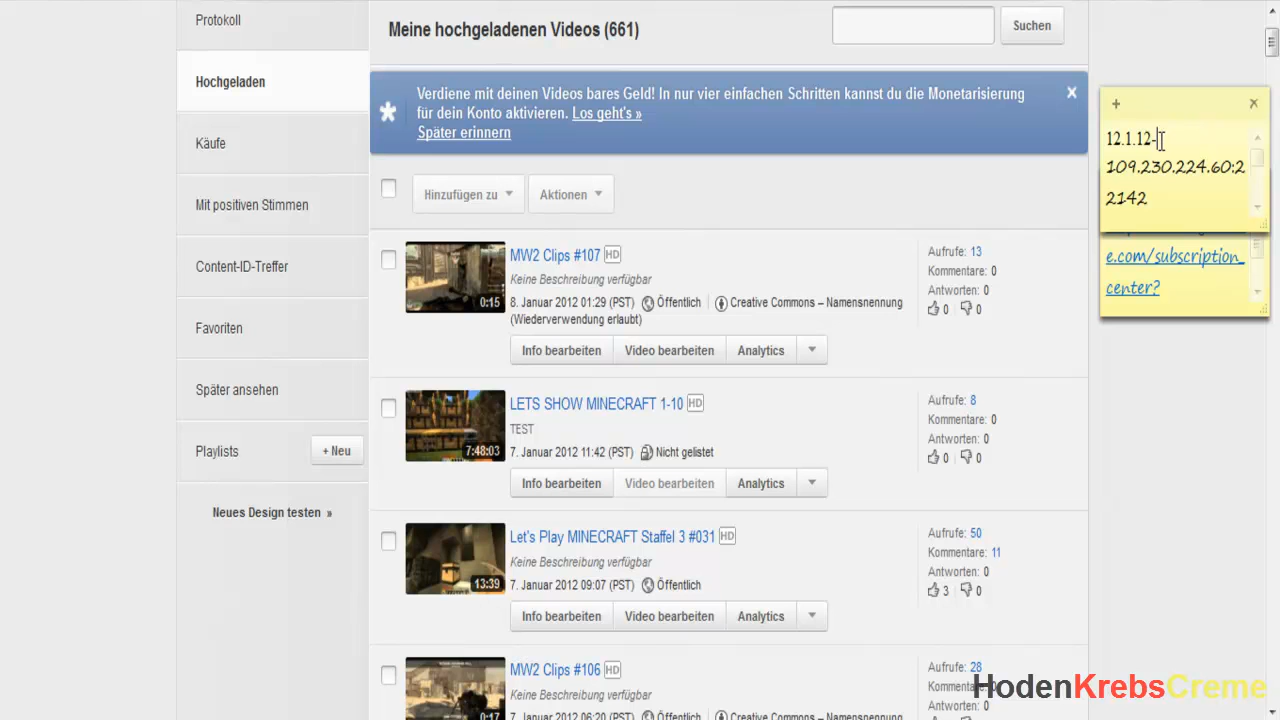 Protokoll
Hochgeladen
Käufe
Mit positiven Stimmen
Content-ID-Treffer
Favoriten
Später ansehen
Playlists
+ Neu
Neues Design testen »
Meine hochgeladenen Videos (661)
Suchen
Verdiene mit deinen Videos bares Geld! In nur vier einfachen Schritten kannst du die Monetarisierung
für dein Konto aktivieren. Los geht's »
Später erinnern
Hinzufügen zu
Aktionen
0:15
MW2 Clips #107 HD
Keine Beschreibung verfügbar
8. Januar 2012 01:29 (PST) Öffentlich Creative Commons – Namensnennung
(Wiederverwendung erlaubt)
Info bearbeiten Video bearbeiten Analytics
Aufrufe: 13
Kommentare: 0
Antworten: 0
0 0
7:48:03
LETS SHOW MINECRAFT 1-10 HD
TEST
7. Januar 2012 11:42 (PST) Nicht gelistet
Info bearbeiten Video bearbeiten Analytics
Aufrufe: 8
Kommentare: 0
Antworten: 0
0 0
13:39
Let's Play MINECRAFT Staffel 3 #031 HD
Keine Beschreibung verfügbar
7. Januar 2012 09:07 (PST) Öffentlich
Info bearbeiten Video bearbeiten Analytics
Aufrufe: 50
Kommentare: 11
Antworten: 0
3 0
0:17
MW2 Clips #106 HD
Keine Beschreibung verfügbar
7. Januar 2012 06:20 (PST) Öffentlich Creative Commons – Namensnennung
Aufrufe: 28
12.1.12-
109.230.224.60:2
2142
e.com/subscription_
center?
HodenKrebsCreme